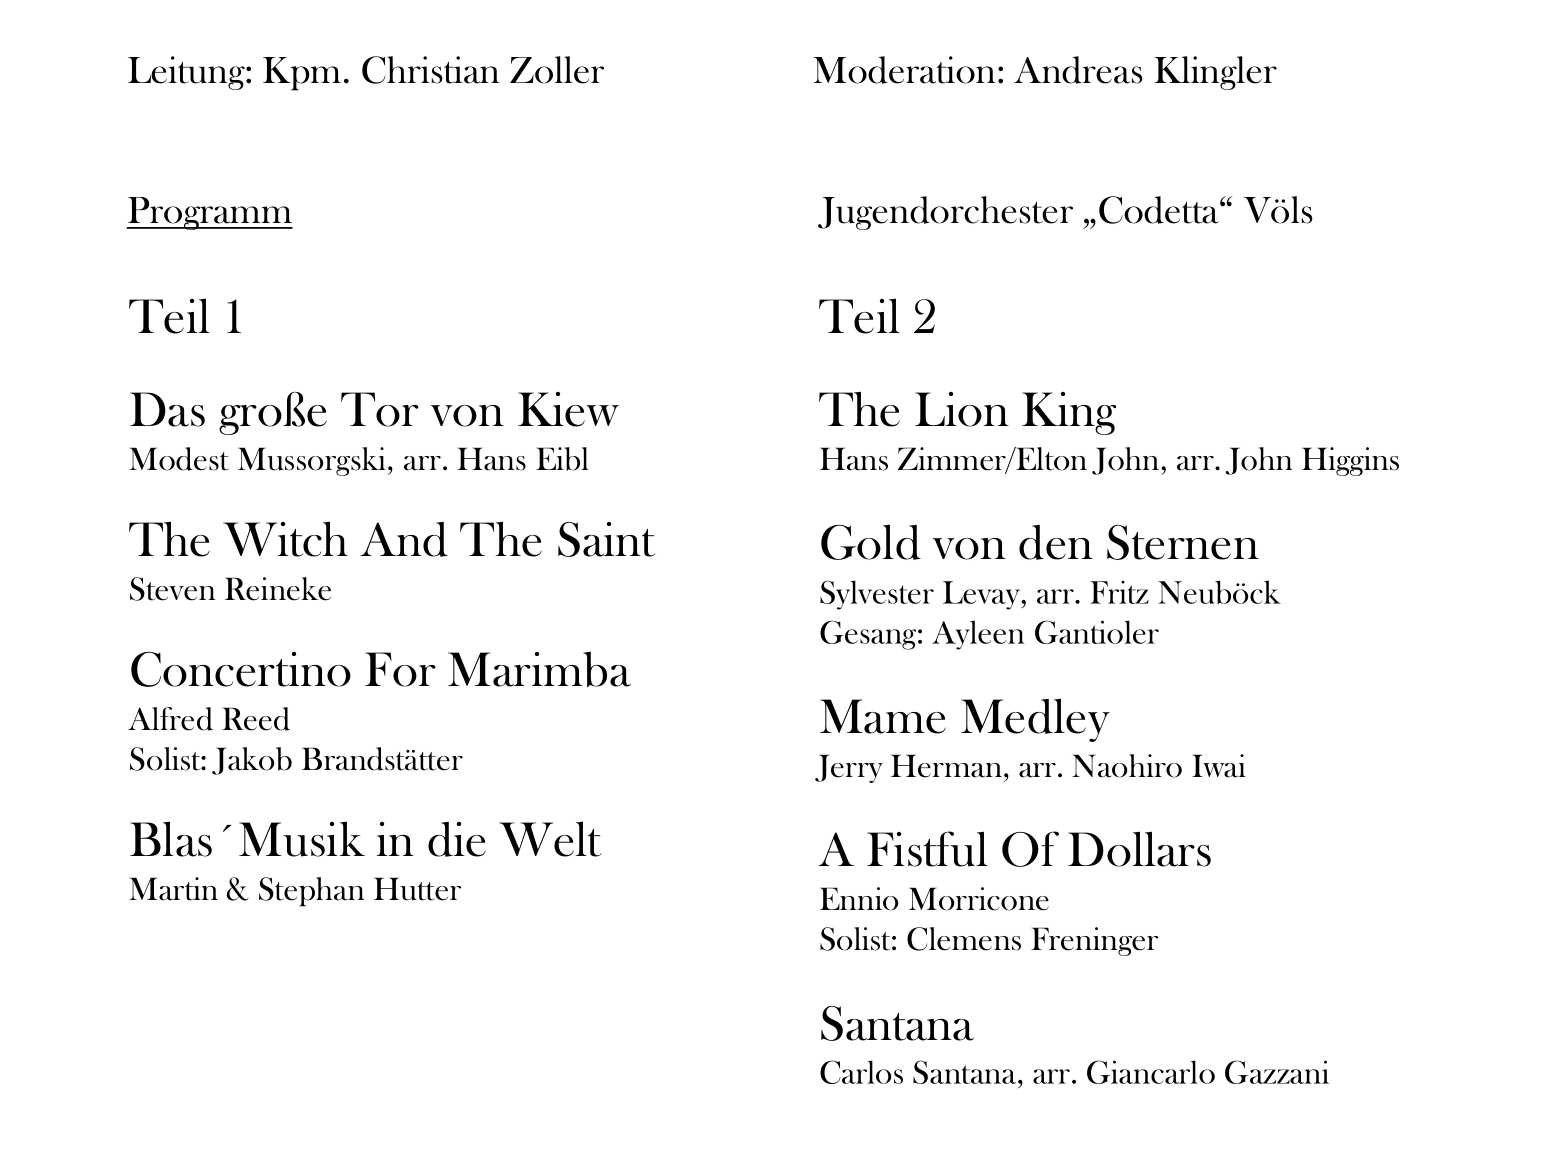 Leitung: Kpm. Christian Zoller
Moderation: Andreas Klingler
Programm
Teil 1
Das große Tor von Kiew
Modest Mussorgski, arr. Hans Eibl
The Witch And The Saint
Steven Reineke
Concertino For Marimba
Alfred Reed
Solist: Jakob Brandstätter
Blas´Musik in die Welt
Martin & Stephan Hutter
Jugendorchester „Codetta“ Völs
Teil 2
The Lion King
Hans Zimmer/Elton John, arr. John Higgins
Gold von den Sternen
Sylvester Levay, arr. Fritz Neuböck
Gesang: Ayleen Gantioler
Mame Medley
Jerry Herman, arr. Naohiro Iwai
A Fistful Of Dollars
Ennio Morricone
Solist: Clemens Freninger
Santana
Carlos Santana, arr. Giancarlo Gazzani